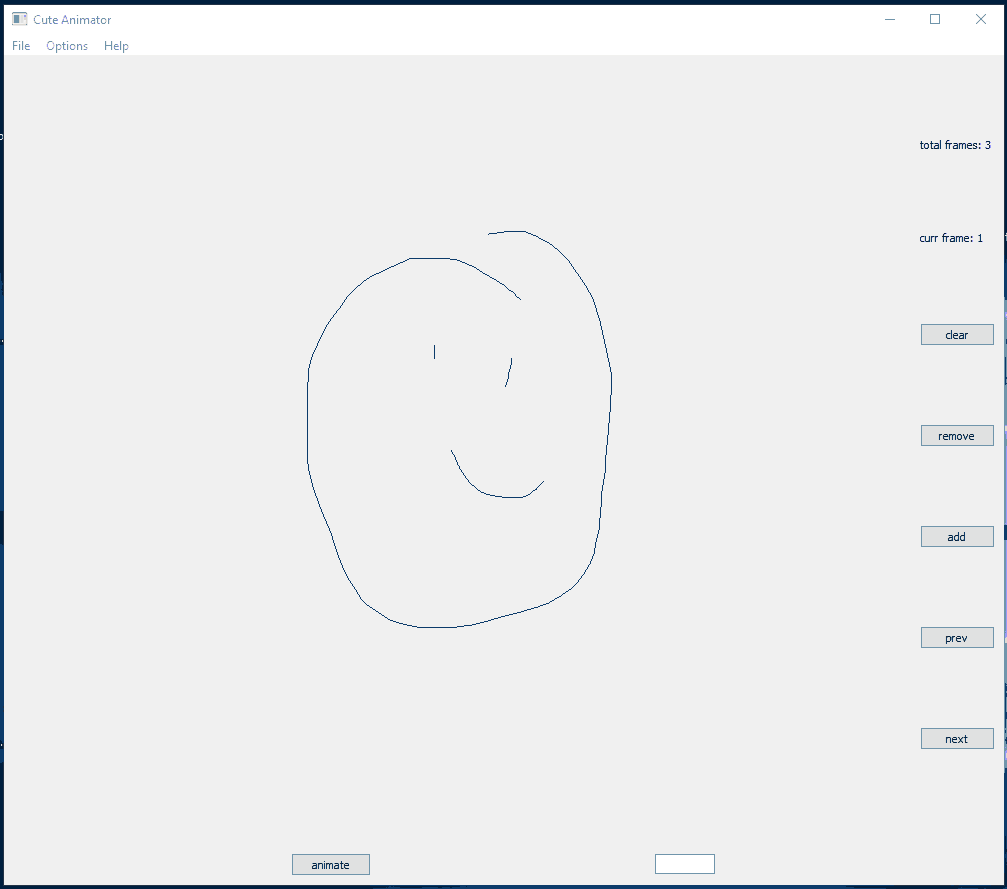 Cute Animator
File Options Help
total frames: 3
curr frame: 1
clear
remove
add
prev
next
animate